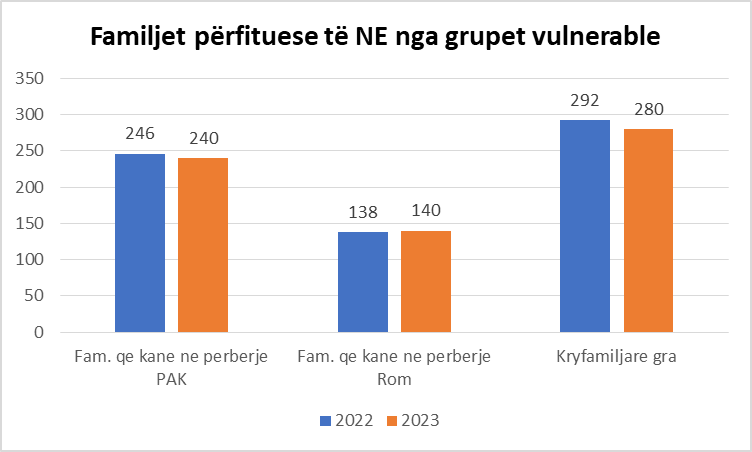 Familjet përfituese të NE nga grupet vulnerable
350
300
250
200
150
100
50
0
246
240
138
140
292
280
Fam. qe kane ne perberje
PAK
Fam. qe kane ne perberje
Rom
Kryfamiljare gra
2022
2023